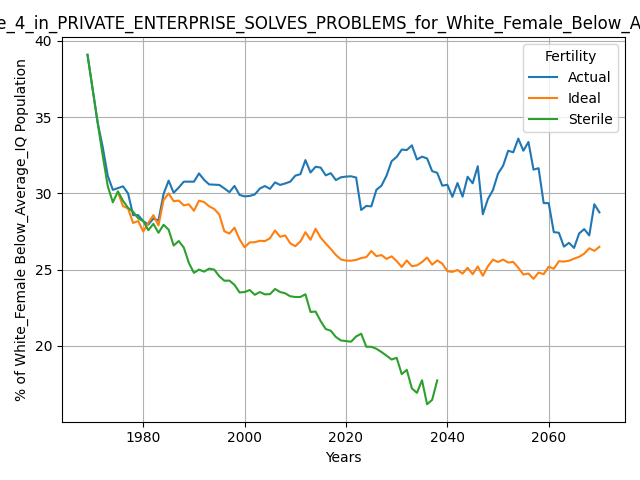 e_4_in_PRIVATE_ENTERPRISE_SOLVES_PROBLEMS_for_White_Female_Below_A
% of White_Female Below_Average_IQ Population
40
35
30
25
20
Fertility
Actual
Ideal
Sterile
1980
2000
2020
2040
2060
Years